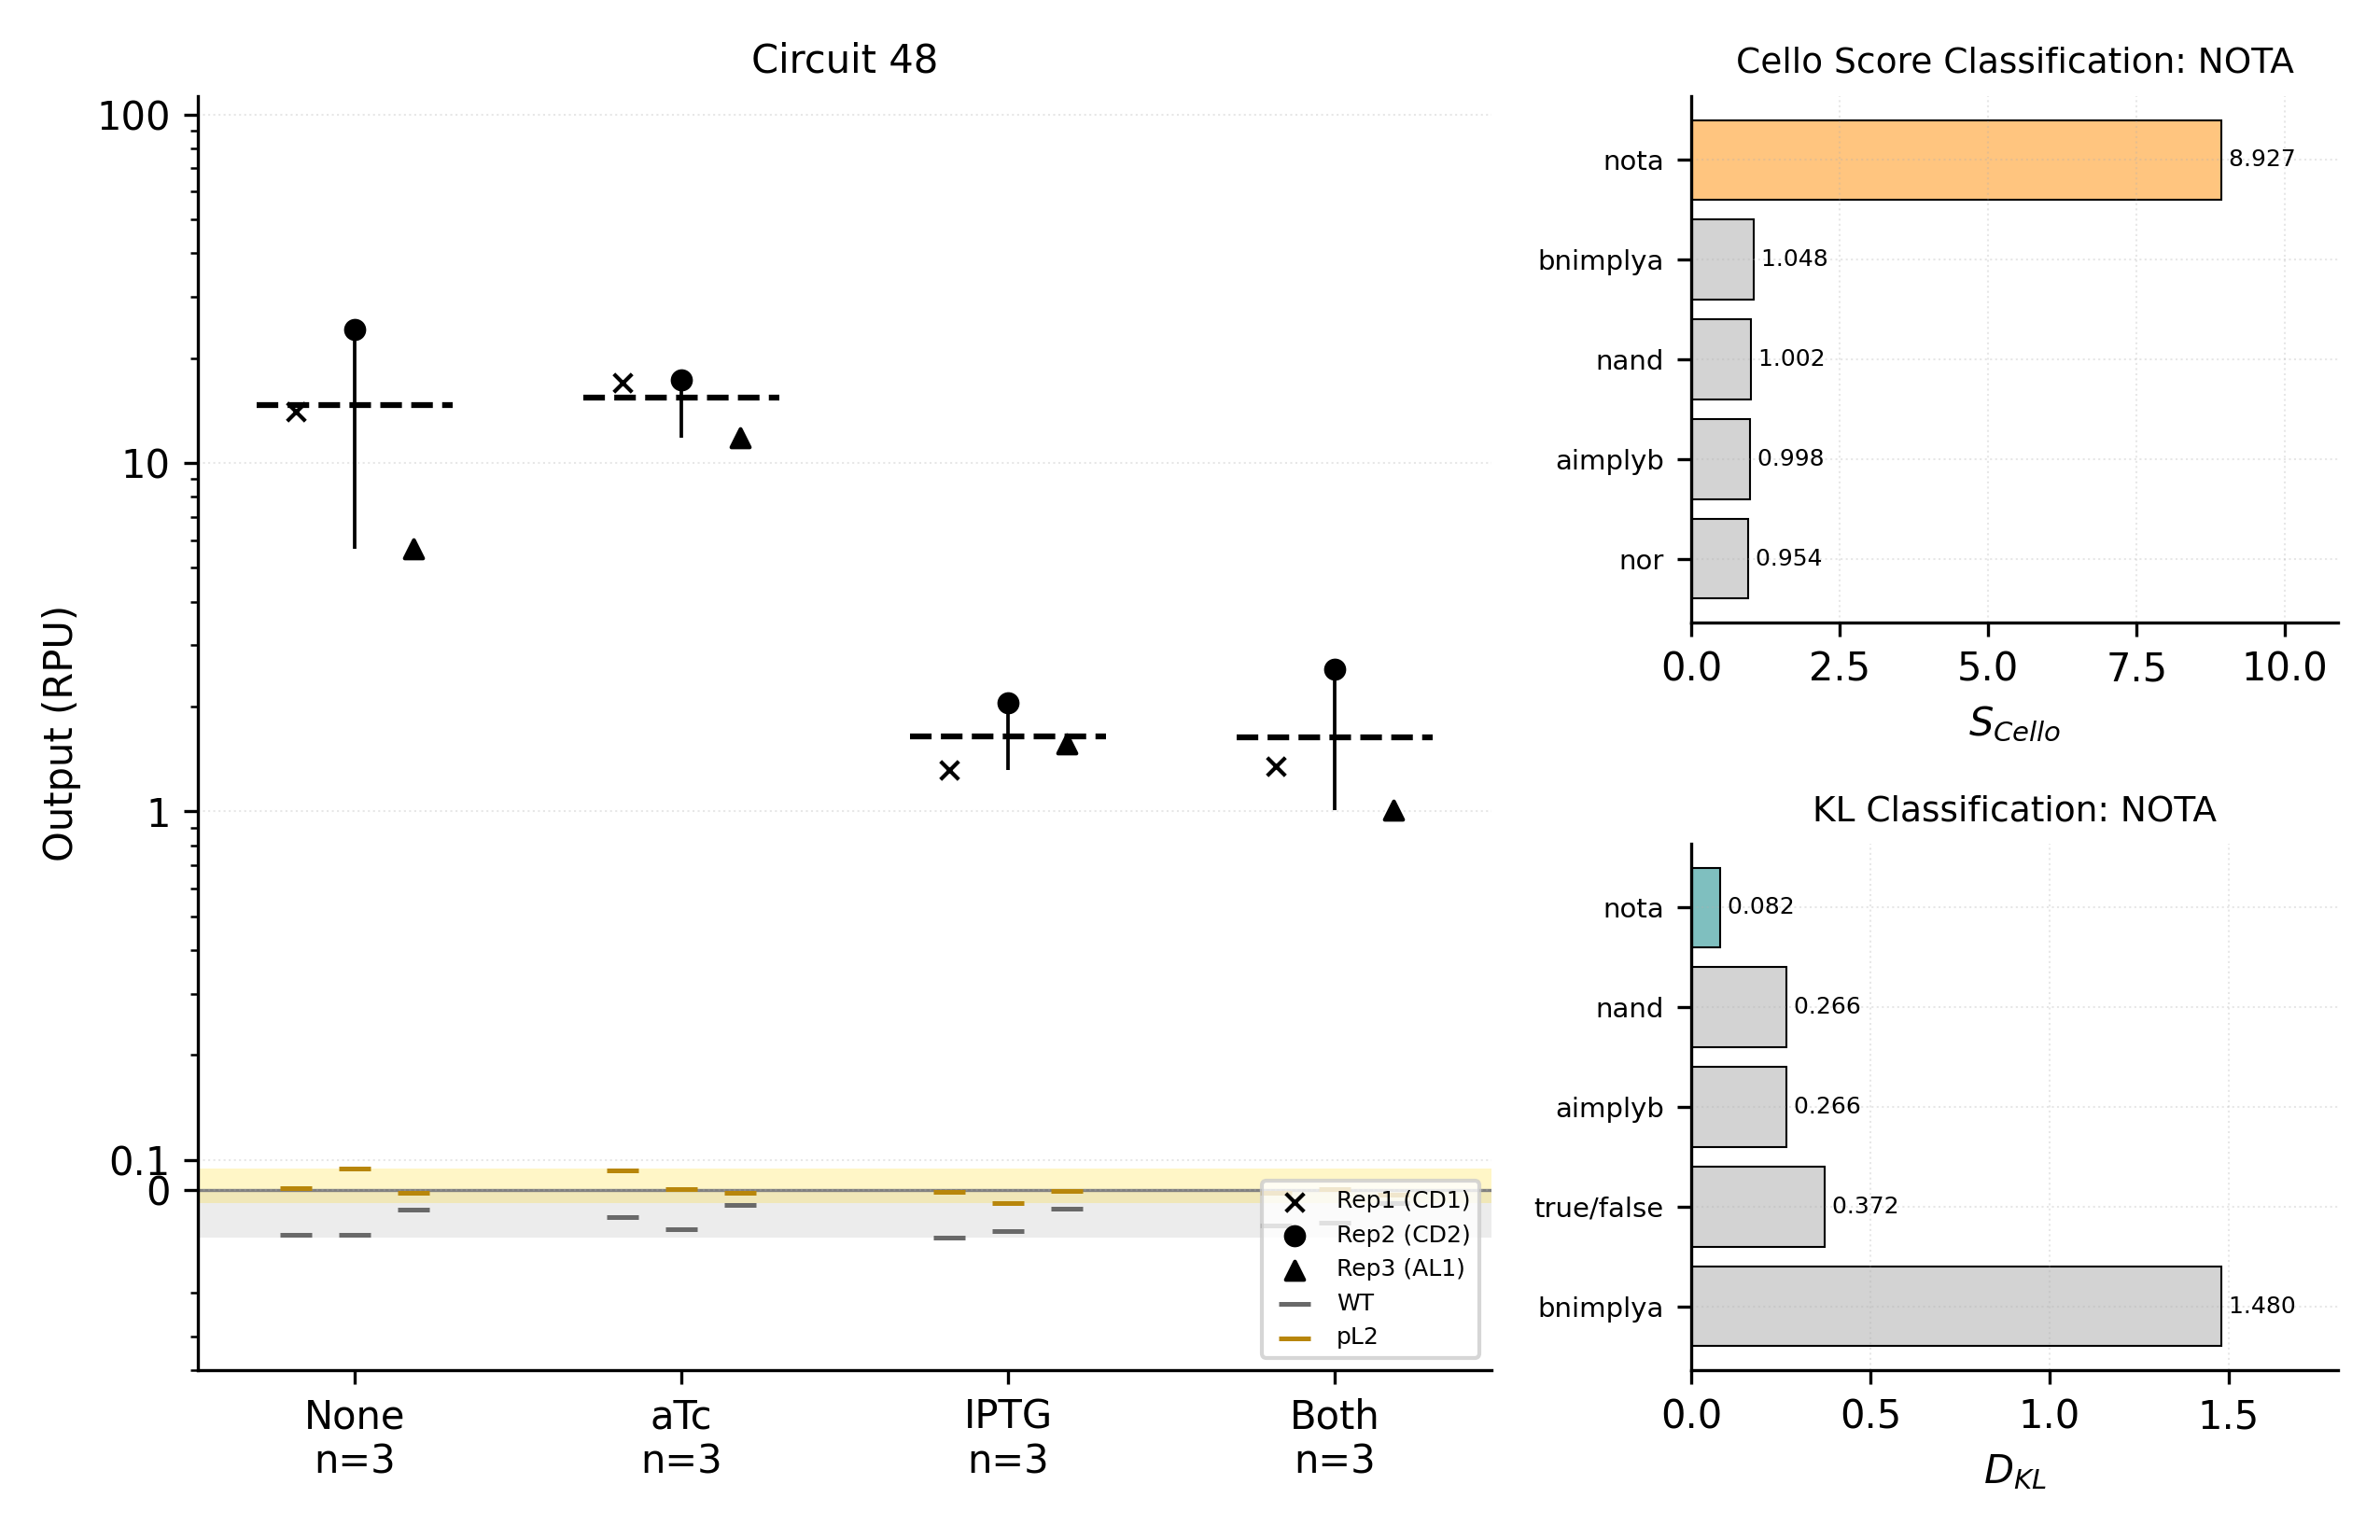 Circuit 48
Output (RPU)
100
10
1
0.1
0
None
n=3
aTc
n=3
IPTG
n=3
Both
n=3
Rep1 (CD1)
Rep2 (CD2)
Rep3 (AL1)
WT
pL2
Cello Score Classification: NOTA
nota
8.927
bnimplya
1.048
nand
1.002
aimplyb
0.998
nor
0.954
0.0 2.5 5.0 7.5 10.0
S_Cello
KL Classification: NOTA
nota
0.082
nand
0.266
aimplyb
0.266
true/false
0.372
bnimplya
1.480
0.0 0.5 1.0 1.5
D_KL